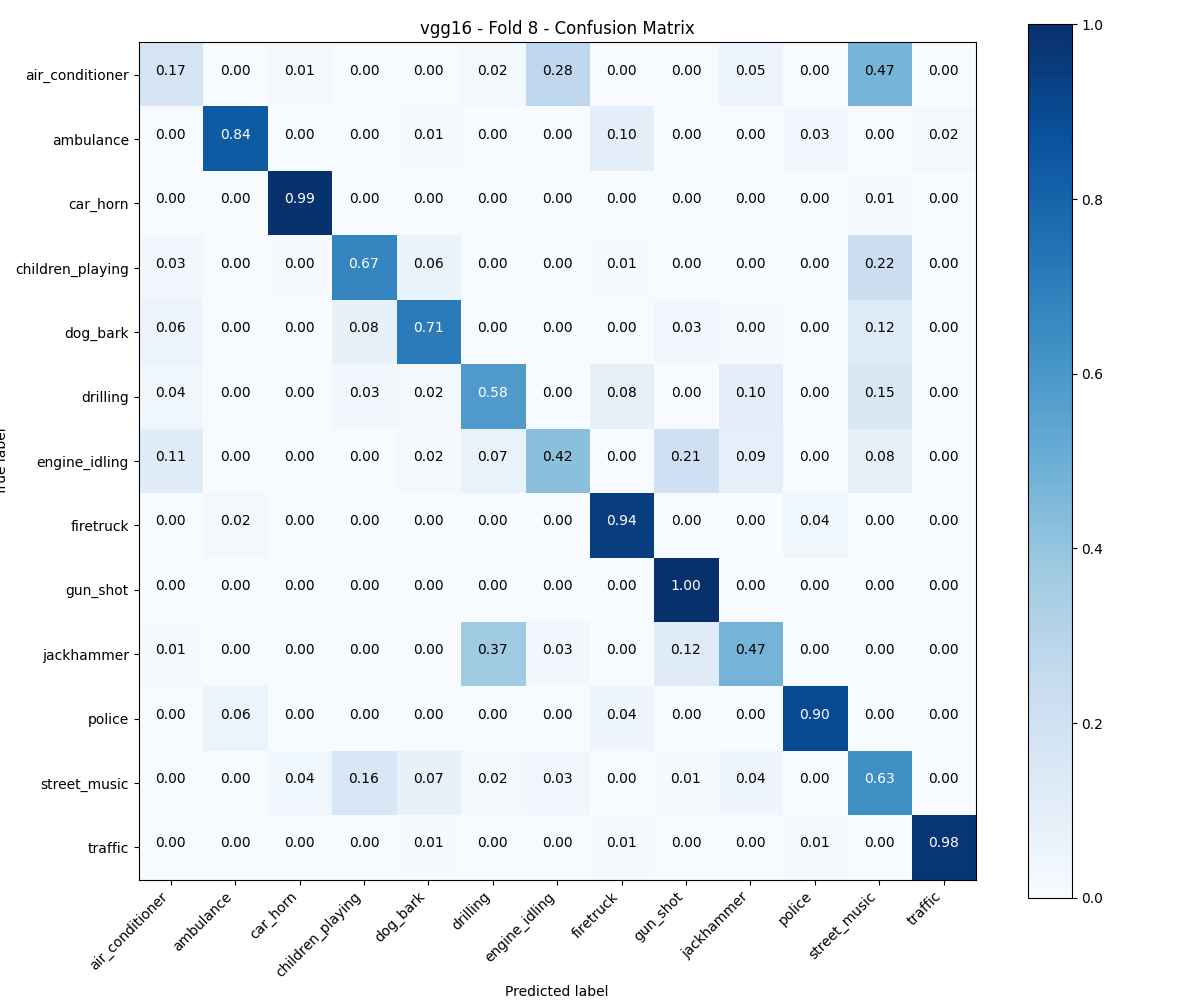 vgg16 - Fold 8 - Confusion Matrix
air_conditioner 0.17 0.00 0.01 0.00 0.00 0.02 0.28 0.00 0.00 0.05 0.00 0.47 0.00
ambulance 0.00 0.84 0.00 0.00 0.01 0.00 0.00 0.10 0.00 0.00 0.03 0.00 0.02
car_horn 0.00 0.00 0.99 0.00 0.00 0.00 0.00 0.00 0.00 0.00 0.00 0.01 0.00
children_playing 0.03 0.00 0.00 0.67 0.06 0.00 0.00 0.01 0.00 0.00 0.00 0.22 0.00
dog_bark 0.06 0.00 0.00 0.08 0.71 0.00 0.00 0.00 0.03 0.00 0.00 0.12 0.00
drilling 0.04 0.00 0.00 0.03 0.02 0.58 0.00 0.08 0.00 0.10 0.00 0.15 0.00
engine_idling 0.11 0.00 0.00 0.00 0.02 0.07 0.42 0.00 0.21 0.09 0.00 0.08 0.00
firetruck 0.00 0.02 0.00 0.00 0.00 0.00 0.00 0.94 0.00 0.00 0.04 0.00 0.00
gun_shot 0.00 0.00 0.00 0.00 0.00 0.00 0.00 0.00 1.00 0.00 0.00 0.00 0.00
jackhammer 0.01 0.00 0.00 0.00 0.00 0.37 0.03 0.00 0.12 0.47 0.00 0.00 0.00
police 0.00 0.06 0.00 0.00 0.00 0.00 0.00 0.04 0.00 0.00 0.90 0.00 0.00
street_music 0.00 0.00 0.04 0.16 0.07 0.02 0.03 0.00 0.01 0.04 0.00 0.63 0.00
traffic 0.00 0.00 0.00 0.00 0.01 0.00 0.00 0.01 0.00 0.00 0.01 0.00 0.98
air_conditioner ambulance car_horn children_playing dog_bark drilling engine_idling firetruck gun_shot jackhammer police street_music traffic
Predicted label
1.0
0.8
0.6
0.4
0.2
0.0